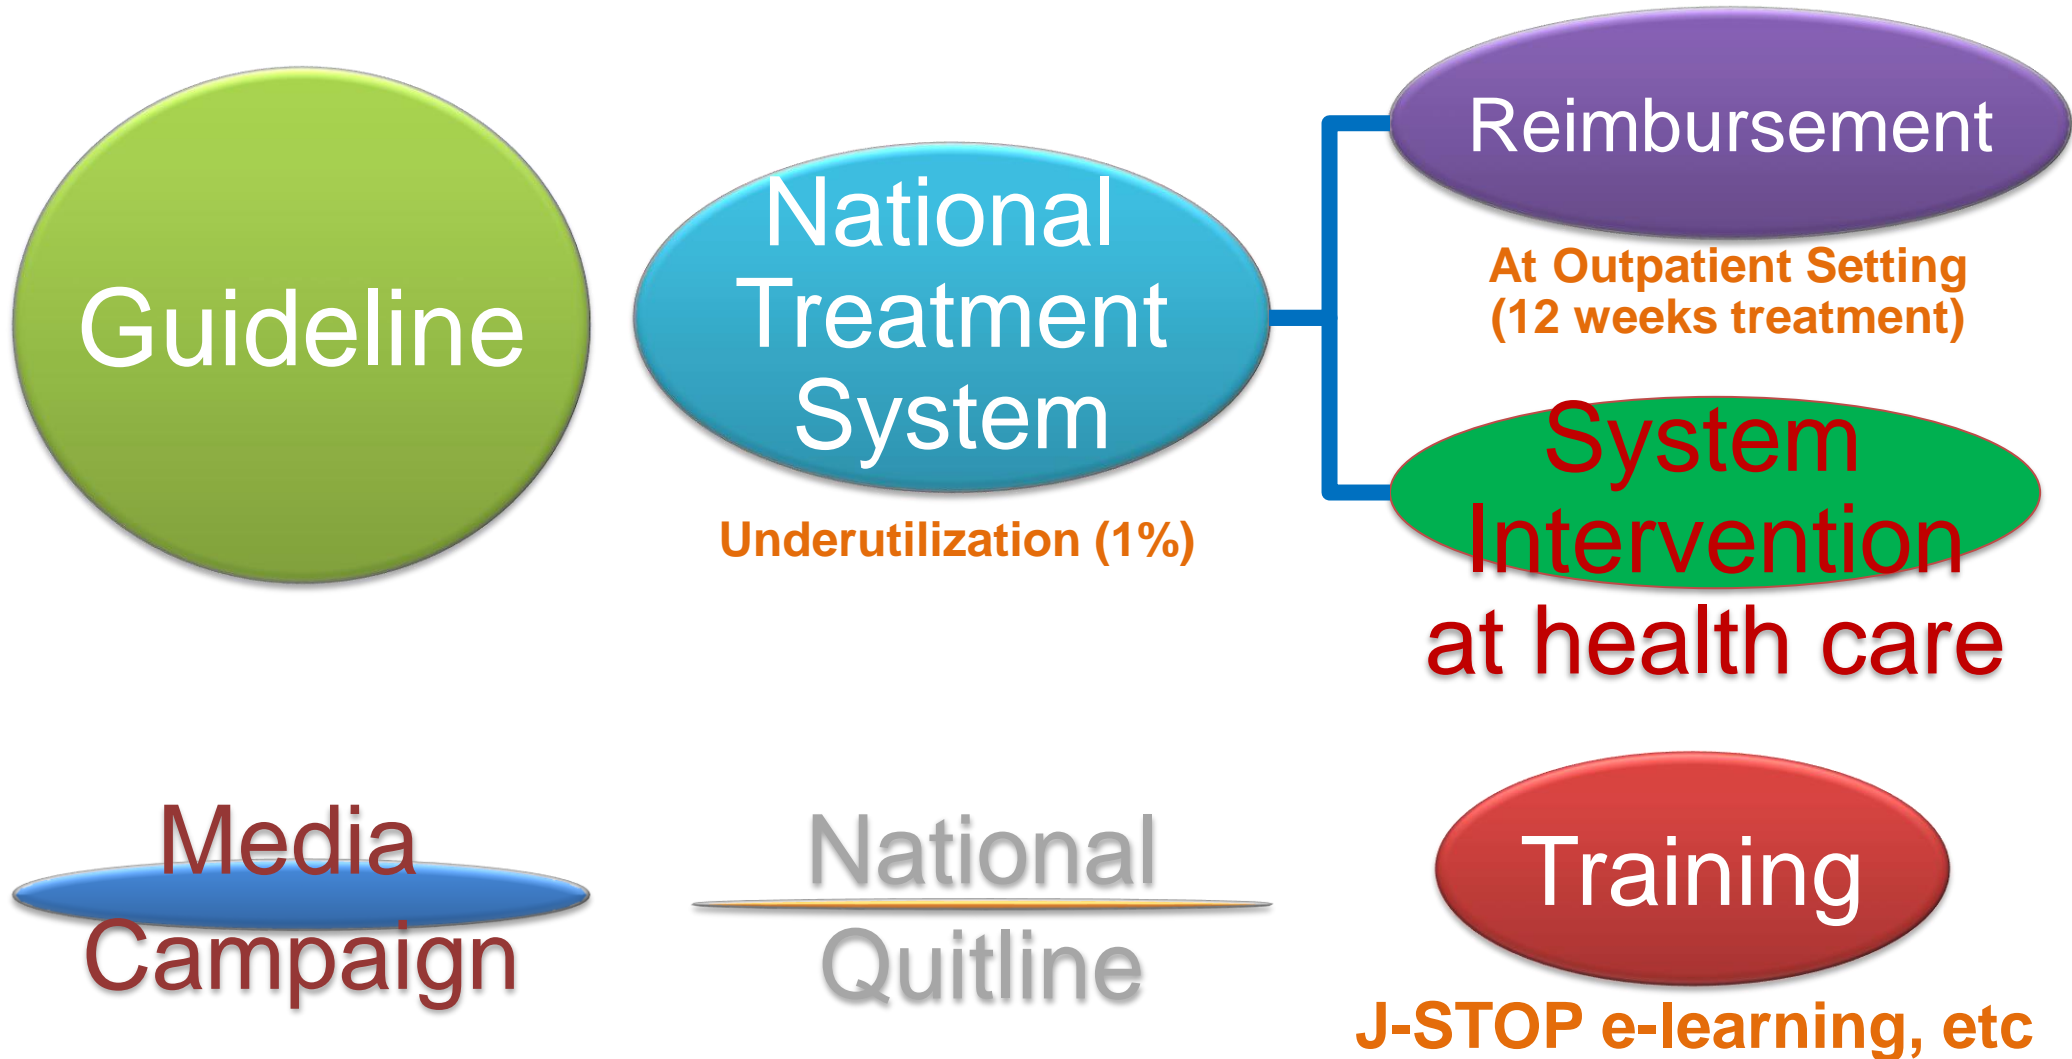 Guideline
National
Treatment
System
Underutilization (1%)
Reimbursement
At Outpatient Setting
(12 weeks treatment)
System
Intervention
at health care
Media
Campaign
National
Quitline
Training
J-STOP e-learning, etc